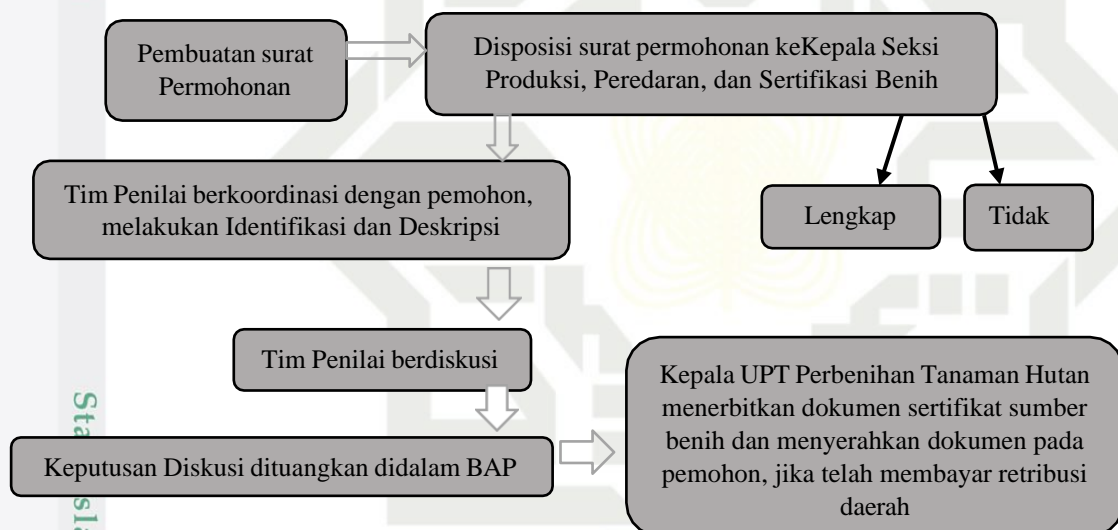 Pembuatan surat
Permohonan
Disposisi surat permohonan keKepala Seksi
Produksi, Peredaran, dan Sertifikasi Benih
Tim Penilai berkoordinasi dengan pemohon,
melakukan Identifikasi dan Deskripsi
Lengkap
Tidak
Tim Penilai berdiskusi
Keputusan Diskusi dituangkan didalam BAP
Kepala UPT Perbenihan Tanaman Hutan
menerbitkan dokumen sertifikat sumber
benih dan menyerahkan dokumen pada
pemohon, jika telah membayar retribusi
daerah